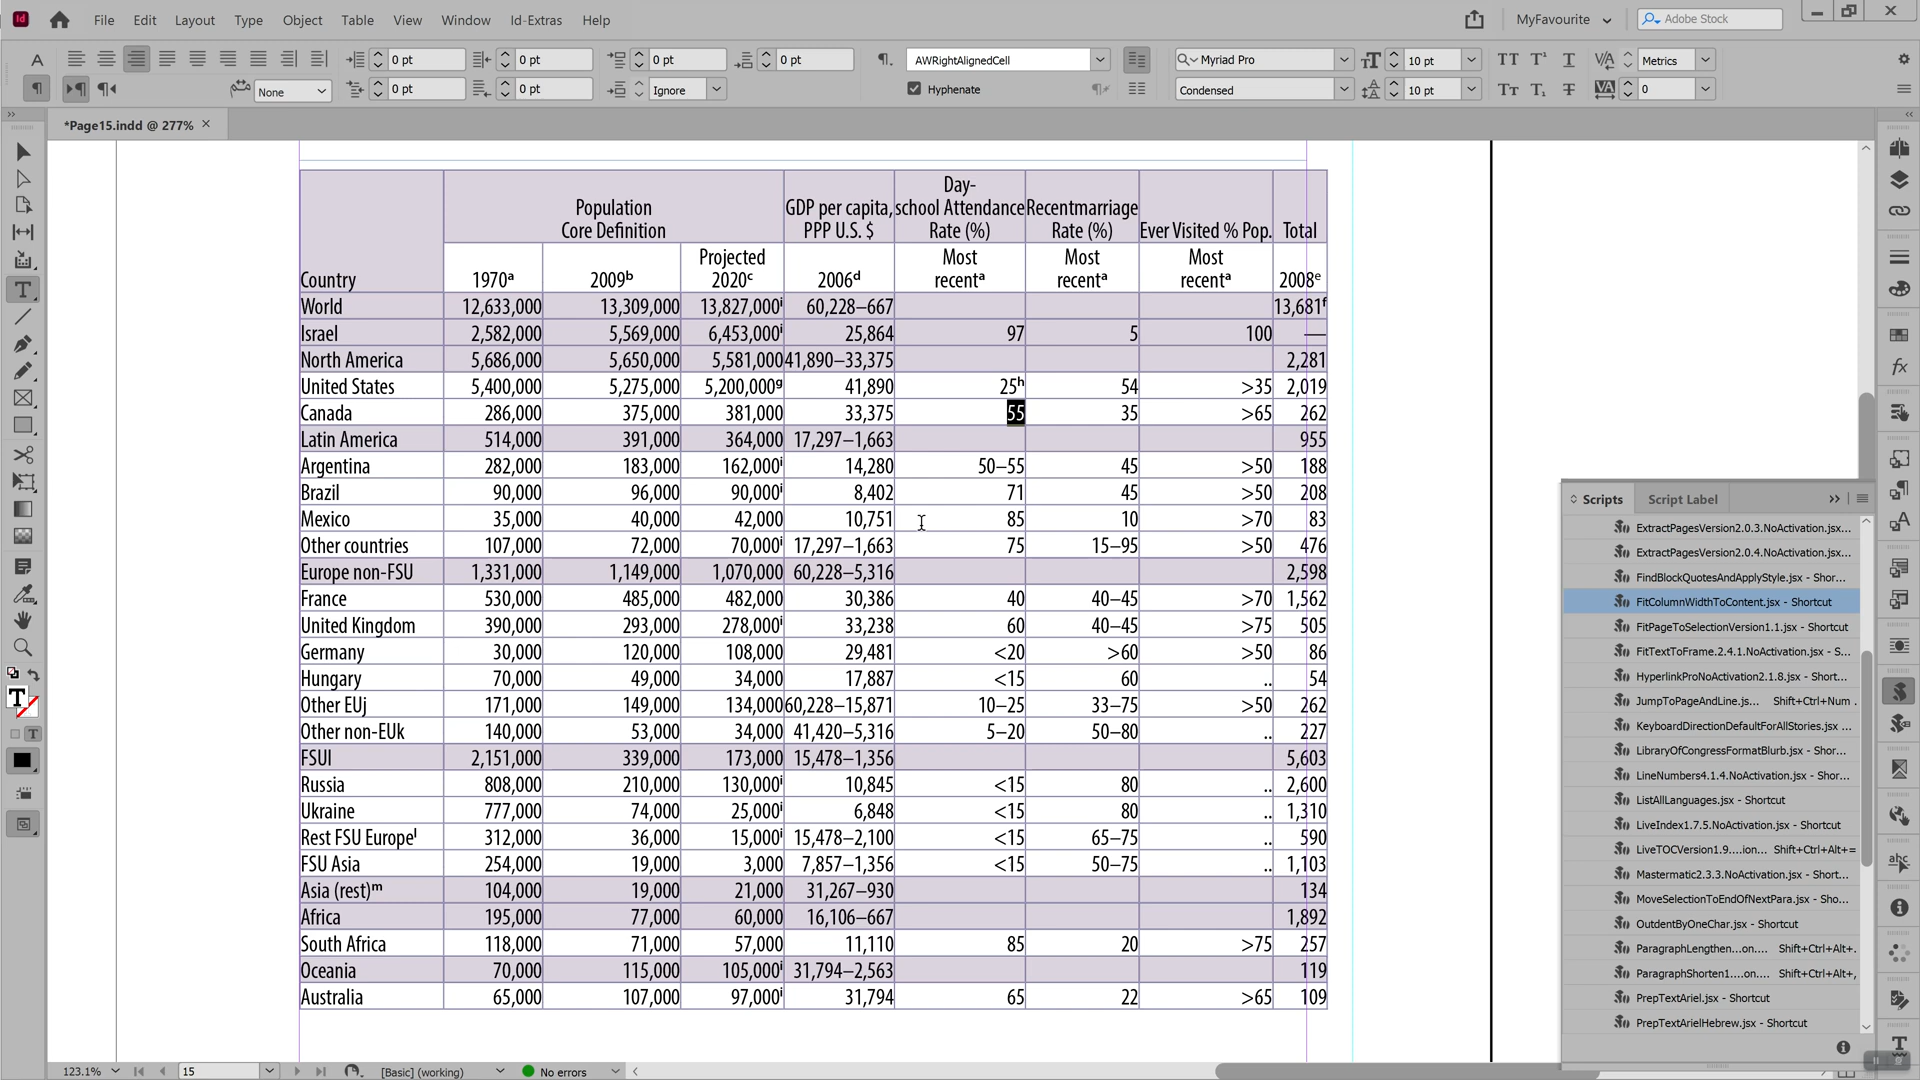 Id File Edit Layout Type Object Table View Window Id-Extras Help MyFavourite Adobe Stock
0 pt 0 pt 0 pt 0 pt AWRightAlignedCell Myriad Pro 10 pt Metrics
None 0 pt 0 pt Ignore Hyphenate Condensed 10 pt 0
*Page15.indd @ 277% ×
Country
Population
Core Definition
GDP per capita,
PPP U.S. $
Day-
school Attendance
Rate (%)
Recentmarriage
Rate (%)
Ever Visited % Pop.
Total
1970ᵃ 2009ᵇ Projected
2020ᶜ 2006ᵈ Most
recentᵃ Most
recentᵃ Most
recentᵃ 2008ᵉ
World 12,633,000 13,309,000 13,827,000ⁱ 60,228–667 13,681ᶠ
Israel 2,582,000 5,569,000 6,453,000ⁱ 25,864 97 5 100 —
North America 5,686,000 5,650,000 5,581,000 41,890–33,375 2,281
United States 5,400,000 5,275,000 5,200,000ᵍ 41,890 25ʰ 54 >35 2,019
Canada 286,000 375,000 381,000 33,375 55 35 >65 262
Latin America 514,000 391,000 364,000 17,297–1,663 955
Argentina 282,000 183,000 162,000ⁱ 14,280 50–55 45 >50 188
Brazil 90,000 96,000 90,000ⁱ 8,402 71 45 >50 208
Mexico 35,000 40,000 42,000 10,751 85 10 >70 83
Other countries 107,000 72,000 70,000ⁱ 17,297–1,663 75 15–95 >50 476
Europe non-FSU 1,331,000 1,149,000 1,070,000 60,228–5,316 2,598
France 530,000 485,000 482,000 30,386 40 40–45 >70 1,562
United Kingdom 390,000 293,000 278,000ⁱ 33,238 60 40–45 >75 505
Germany 30,000 120,000 108,000 29,481 <20 >60 >50 86
Hungary 70,000 49,000 34,000 17,887 <15 60 .. 54
Other EUj 171,000 149,000 134,000 60,228–15,871 10–25 33–75 >50 262
Other non-EUk 140,000 53,000 34,000 41,420–5,316 5–20 50–80 .. 227
FSUl 2,151,000 339,000 173,000 15,478–1,356 5,603
Russia 808,000 210,000 130,000ⁱ 10,845 <15 80 .. 2,600
Ukraine 777,000 74,000 25,000ⁱ 6,848 <15 80 .. 1,310
Rest FSU Europeˡ 312,000 36,000 15,000ⁱ 15,478–2,100 <15 65–75 .. 590
FSU Asia 254,000 19,000 3,000 7,857–1,356 <15 50–75 .. 1,103
Asia (rest)ᵐ 104,000 19,000 21,000 31,267–930 134
Africa 195,000 77,000 60,000 16,106–667 1,892
South Africa 118,000 71,000 57,000 11,110 85 20 >75 257
Oceania 70,000 115,000 105,000ⁱ 31,794–2,563 119
Australia 65,000 107,000 97,000ⁱ 31,794 65 22 >65 109
Scripts Script Label
ExtractPagesVersion2.0.3.NoActivation.jsx...
ExtractPagesVersion2.0.4.NoActivation.jsx...
FindBlockQuotesAndApplyStyle.jsx - Shor...
FitColumnWidthToContent.jsx - Shortcut
FitPageToSelectionVersion1.1.jsx - Shortcut
FitTextToFrame.2.4.1.NoActivation.jsx - S...
HyperlinkProNoActivation2.1.8.jsx - Short...
JumpToPageAndLine.js... Shift+Ctrl+Num .
KeyboardDirectionDefaultForAllStories.jsx ...
LibraryOfCongressFormatBlurb.jsx - Shor...
LineNumbers4.1.4.NoActivation.jsx - Shor...
ListAllLanguages.jsx - Shortcut
LiveIndex1.7.5.NoActivation.jsx - Shortcut
LiveTOCVersion1.9....ion... Shift+Ctrl+Alt+=
Mastermatic2.3.3.NoActivation.jsx - Short...
MoveSelectionToEndOfNextPara.jsx - Sho...
OutdentByOneChar.jsx - Shortcut
ParagraphLengthen...on.... Shift+Ctrl+Alt+.
ParagraphShorten1....on.... Shift+Ctrl+Alt+,
PrepTextAriel.jsx - Shortcut
PrepTextArielHebrew.jsx - Shortcut
123.1% 15 [Basic] (working) No errors